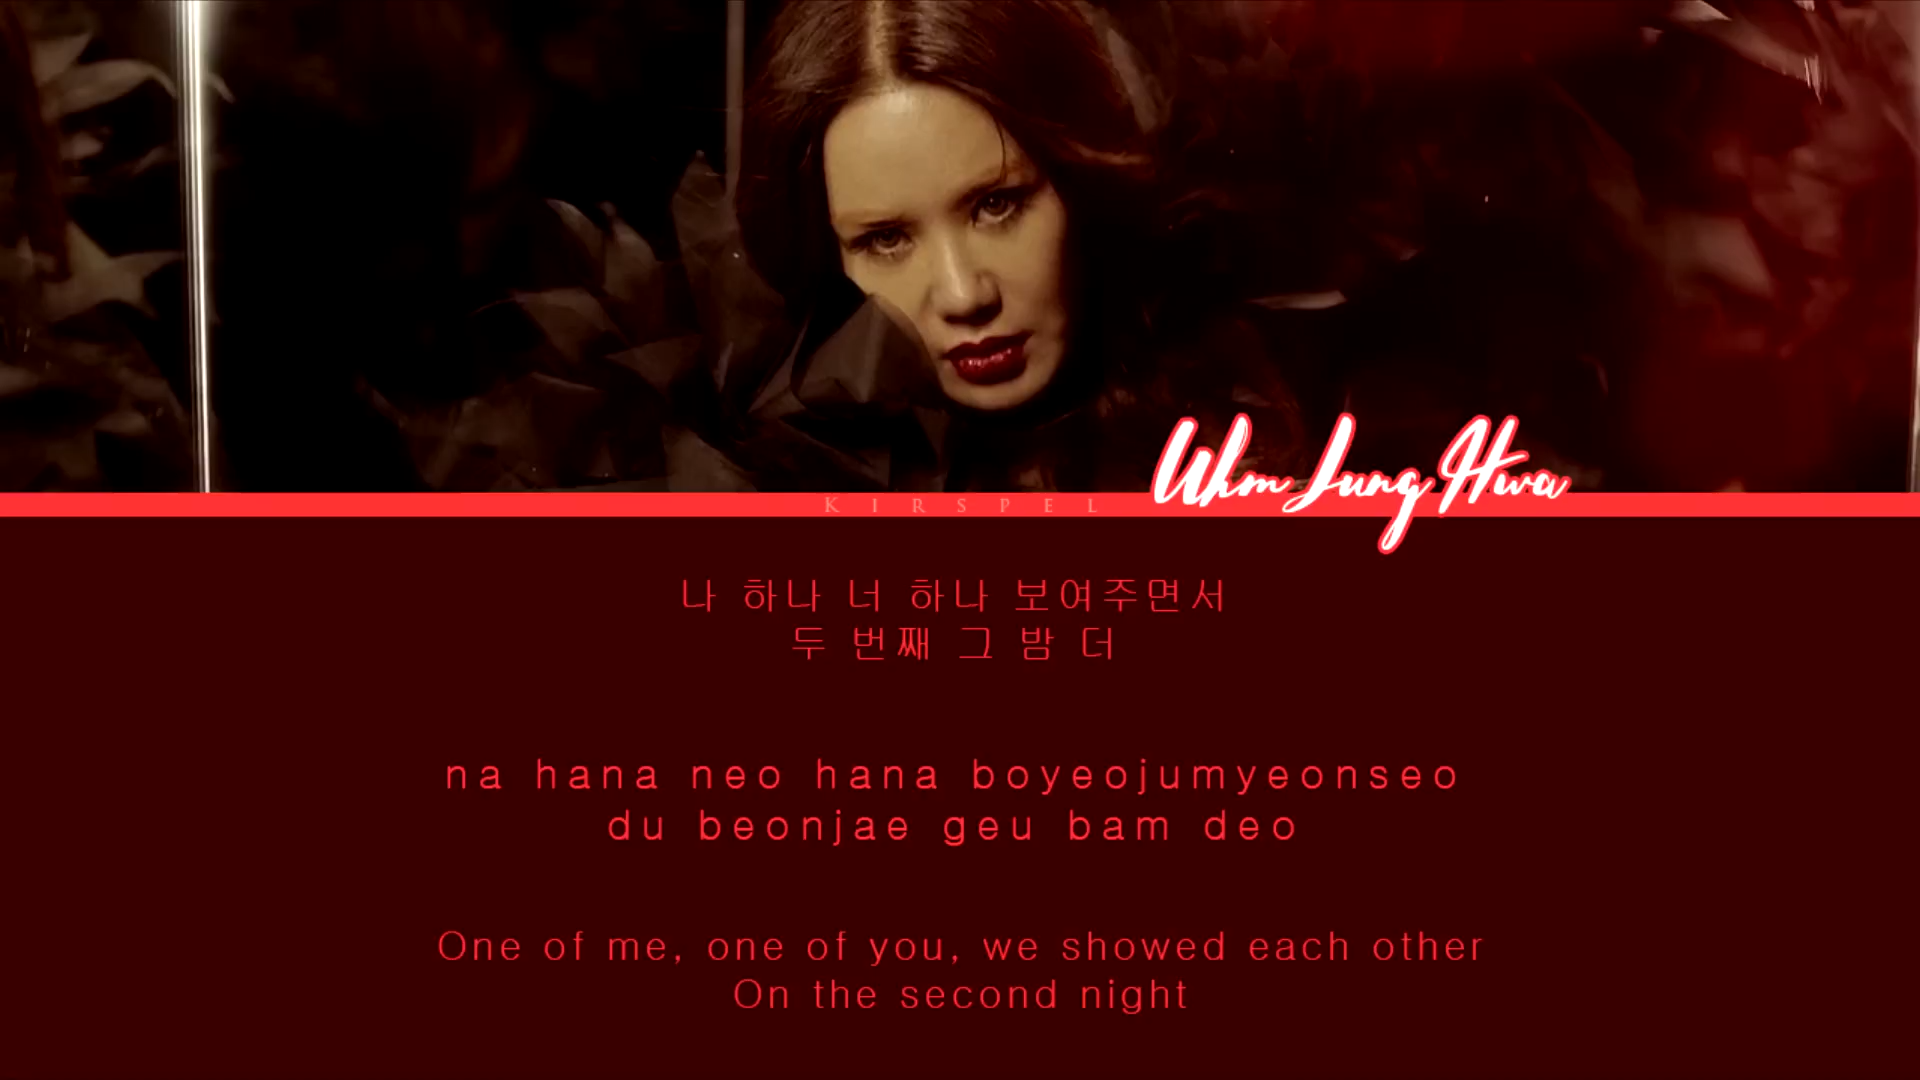 Uhm Jung Hwa
KIRSPEL
나 하나 너 하나 보여주면서
두 번째 그 밤 더
na hana neo hana boyeojumyeonseo
du beonjae geu bam deo
One of me, one of you, we showed each other
On the second night